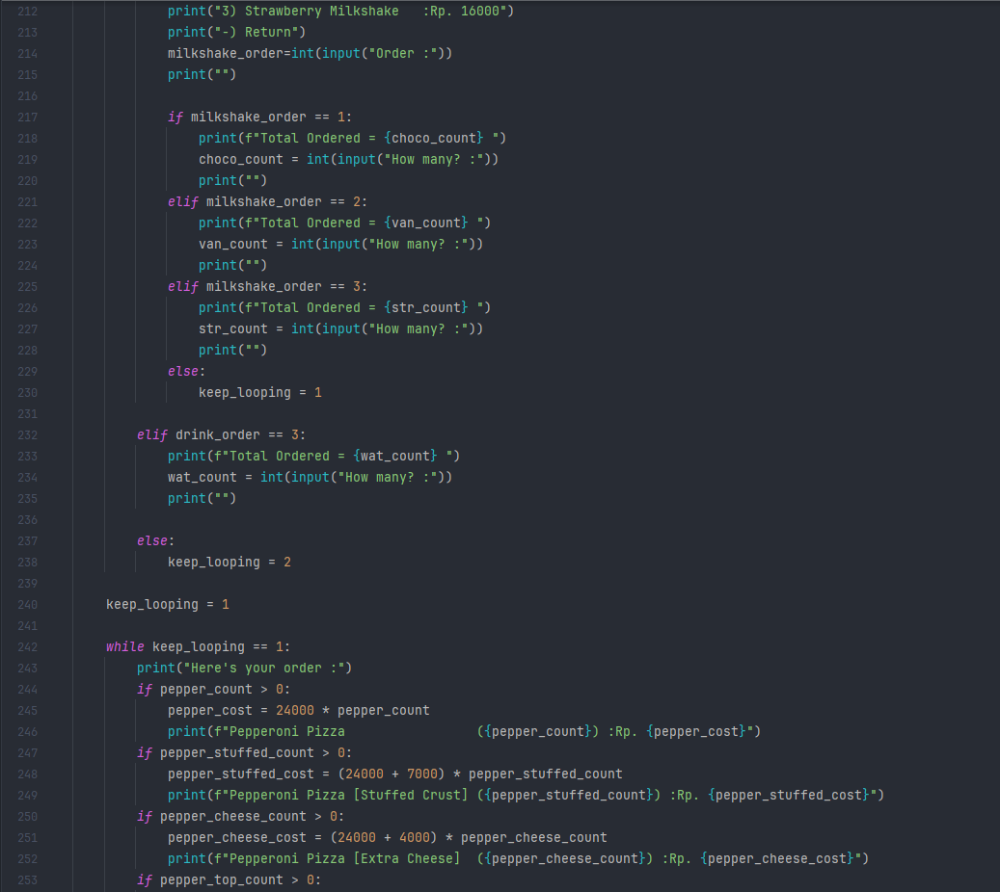 212 print("3) Strawberry Milkshake   :Rp. 16000")
213 print("-) Return")
214 milkshake_order=int(input("Order :"))
215 print("")
216
217 if milkshake_order == 1:
218     print(f"Total Ordered = {choco_count} ")
219     choco_count = int(input("How many? :"))
220     print("")
221 elif milkshake_order == 2:
222     print(f"Total Ordered = {van_count} ")
223     van_count = int(input("How many? :"))
224     print("")
225 elif milkshake_order == 3:
226     print(f"Total Ordered = {str_count} ")
227     str_count = int(input("How many? :"))
228     print("")
229 else:
230     keep_looping = 1
231
232 elif drink_order == 3:
233     print(f"Total Ordered = {wat_count} ")
234     wat_count = int(input("How many? :"))
235     print("")
236
237 else:
238     keep_looping = 2
239
240 keep_looping = 1
241
242 while keep_looping == 1:
243     print("Here's your order :")
244     if pepper_count > 0:
245         pepper_cost = 24000 * pepper_count
246         print(f"Pepperoni Pizza                 ({pepper_count}) :Rp. {pepper_cost}")
247     if pepper_stuffed_count > 0:
248         pepper_stuffed_cost = (24000 + 7000) * pepper_stuffed_count
249         print(f"Pepperoni Pizza [Stuffed Crust] ({pepper_stuffed_count}) :Rp. {pepper_stuffed_cost}")
250     if pepper_cheese_count > 0:
251         pepper_cheese_cost = (24000 + 4000) * pepper_cheese_count
252         print(f"Pepperoni Pizza [Extra Cheese]  ({pepper_cheese_count}) :Rp. {pepper_cheese_cost}")
253     if pepper_top_count > 0: